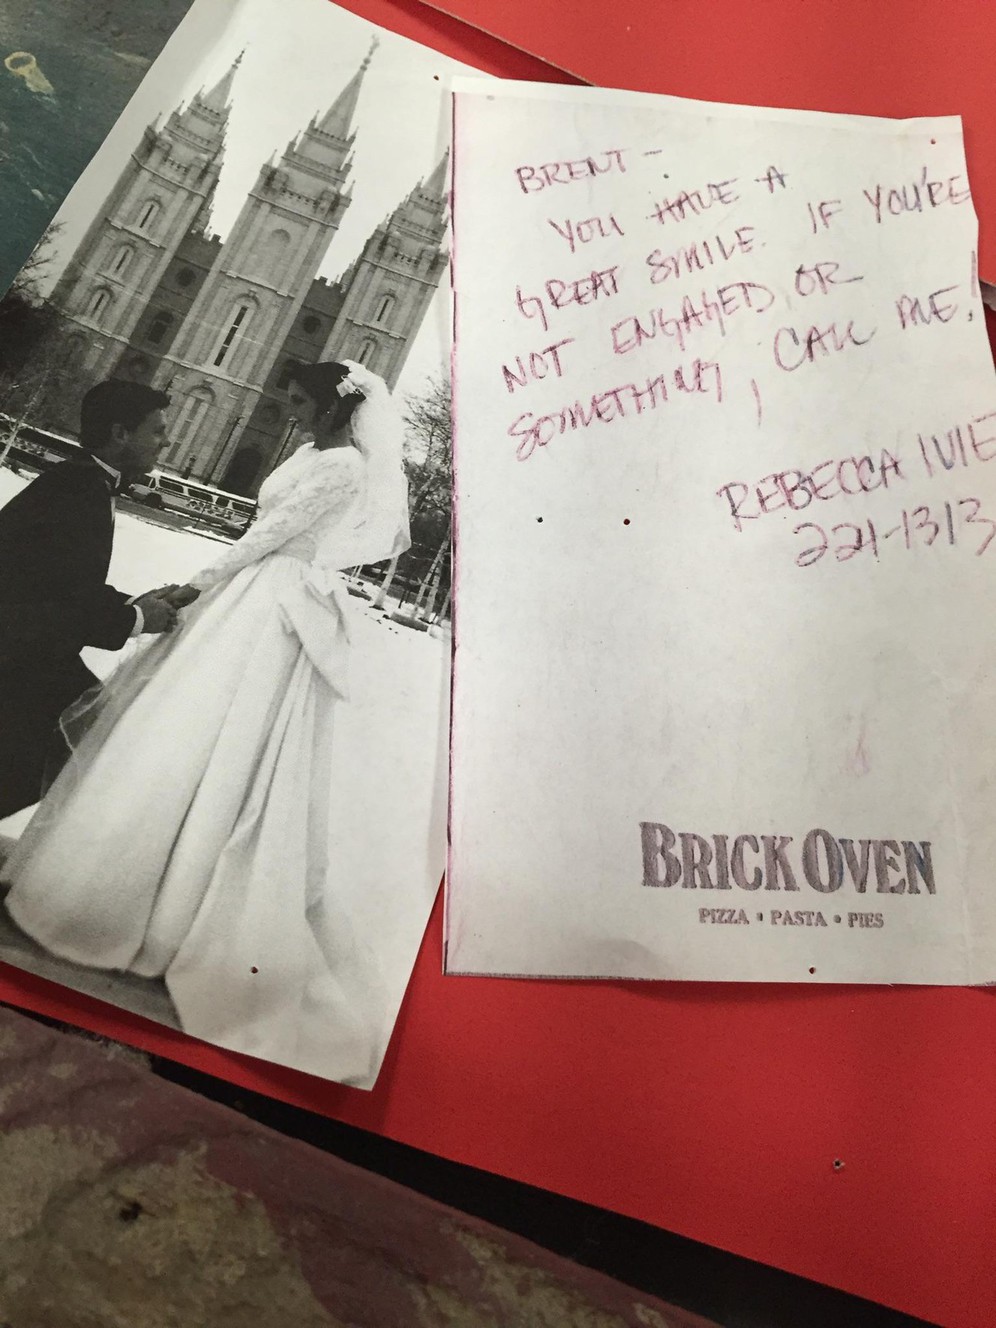 BRENT -
YOU HAVE A
GREAT SMILE. IF YOU'RE
NOT ENGAGED OR
SOMETHING, CALL ME!
REBECCA IVIE
224-1313
BRICK OVEN
PIZZA • PASTA • PIES